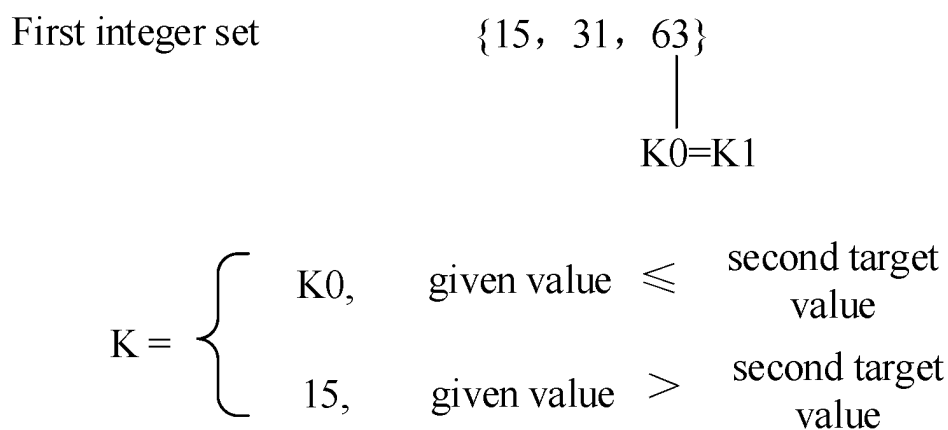 First integer set {15, 31, 63}
K0=K1
K = { K0, given value ≤ second target value
15, given value > second target value